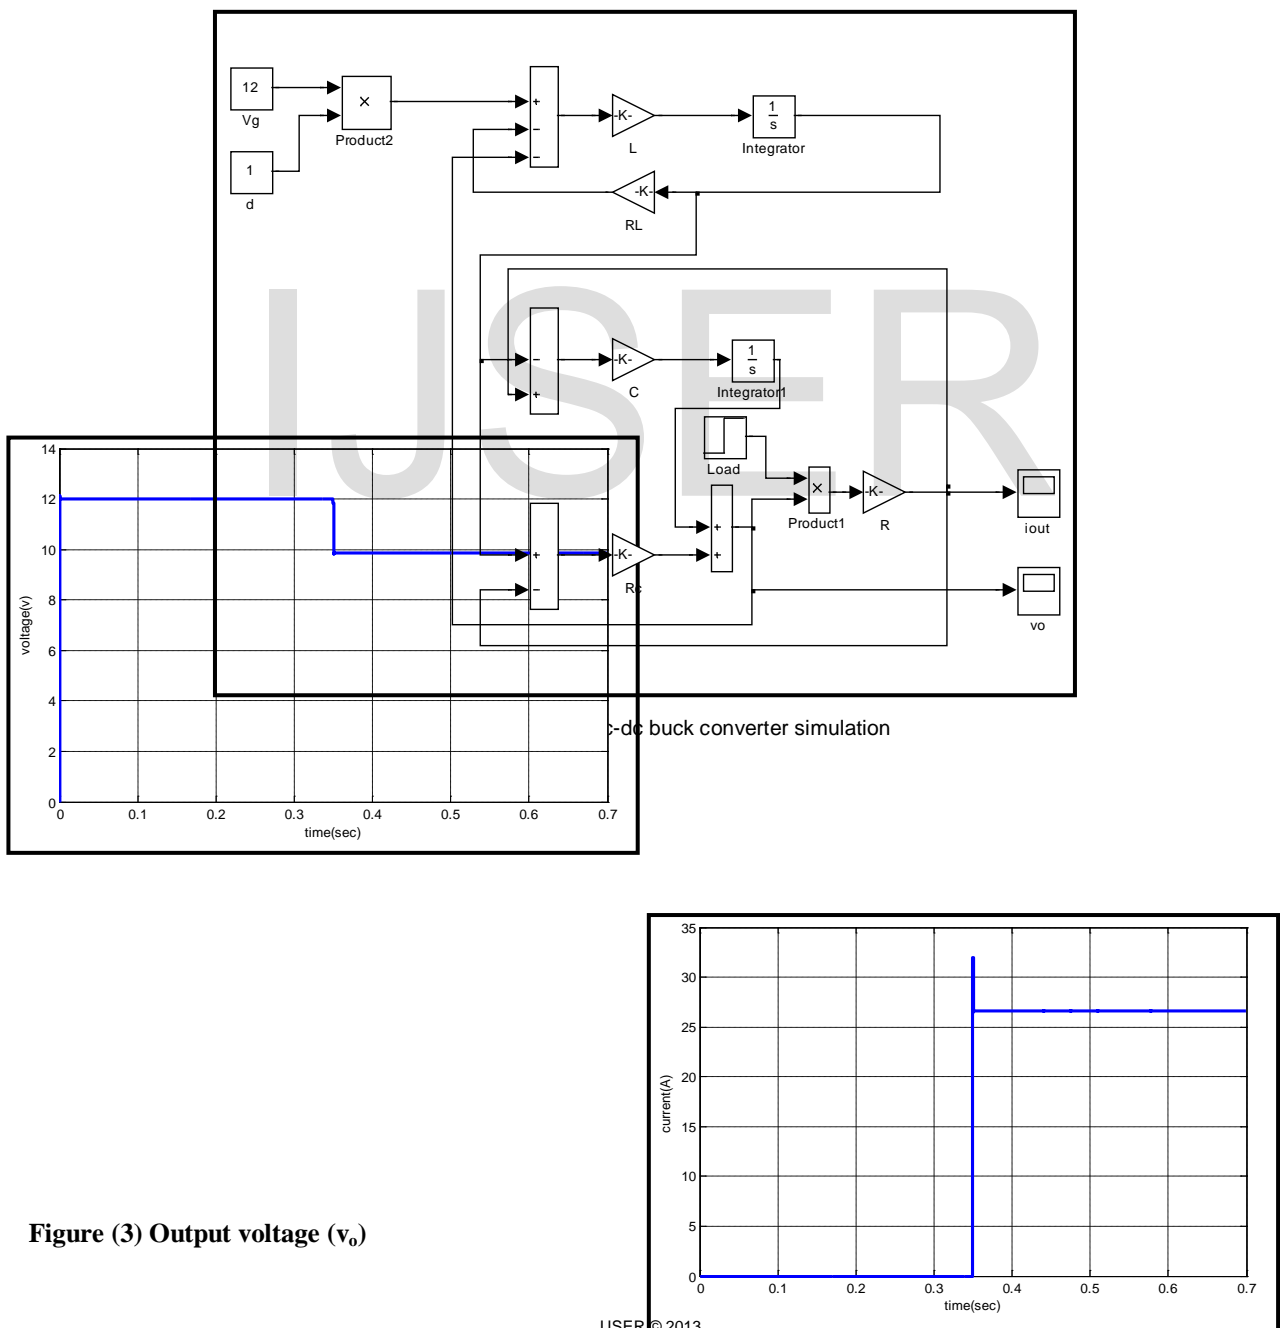 IJSER
12
Vg
1
d
×
Product2
+
−
−
-K-
L
1
s
Integrator
-K-
RL
−
+
-K-
C
1
s
Integrator1
Load
×
Product1
-K-
R
iout
+
−
-K-
Rc
+
+
vo
c-dc buck converter simulation
14
12
10
8
6
4
2
0
voltage(v)
0 0.1 0.2 0.3 0.4 0.5 0.6 0.7
time(sec)
35
30
25
20
15
10
5
0
current(A)
0 0.1 0.2 0.3 0.4 0.5 0.6 0.7
time(sec)
Figure (3) Output voltage (vₒ)
USER © 2013